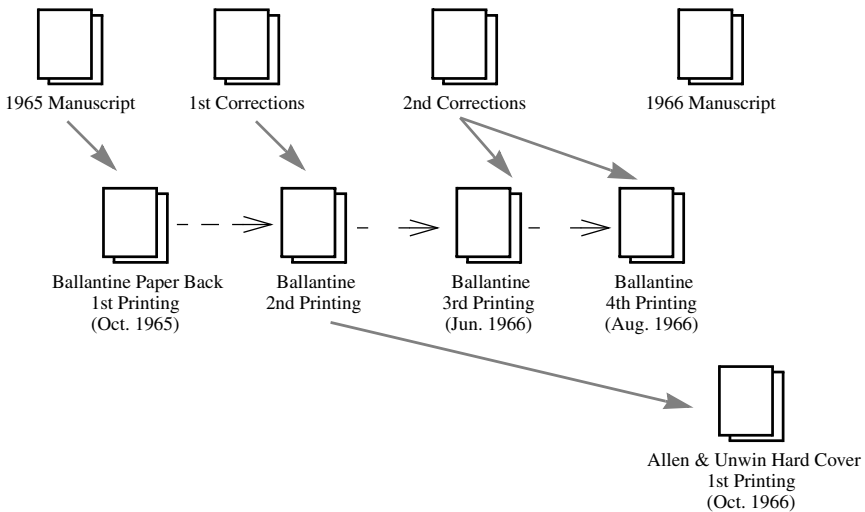 1965 Manuscript
1st Corrections
2nd Corrections
1966 Manuscript
Ballantine Paper Back
1st Printing
(Oct. 1965)
Ballantine
2nd Printing
Ballantine
3rd Printing
(Jun. 1966)
Ballantine
4th Printing
(Aug. 1966)
Allen & Unwin Hard Cover
1st Printing
(Oct. 1966)